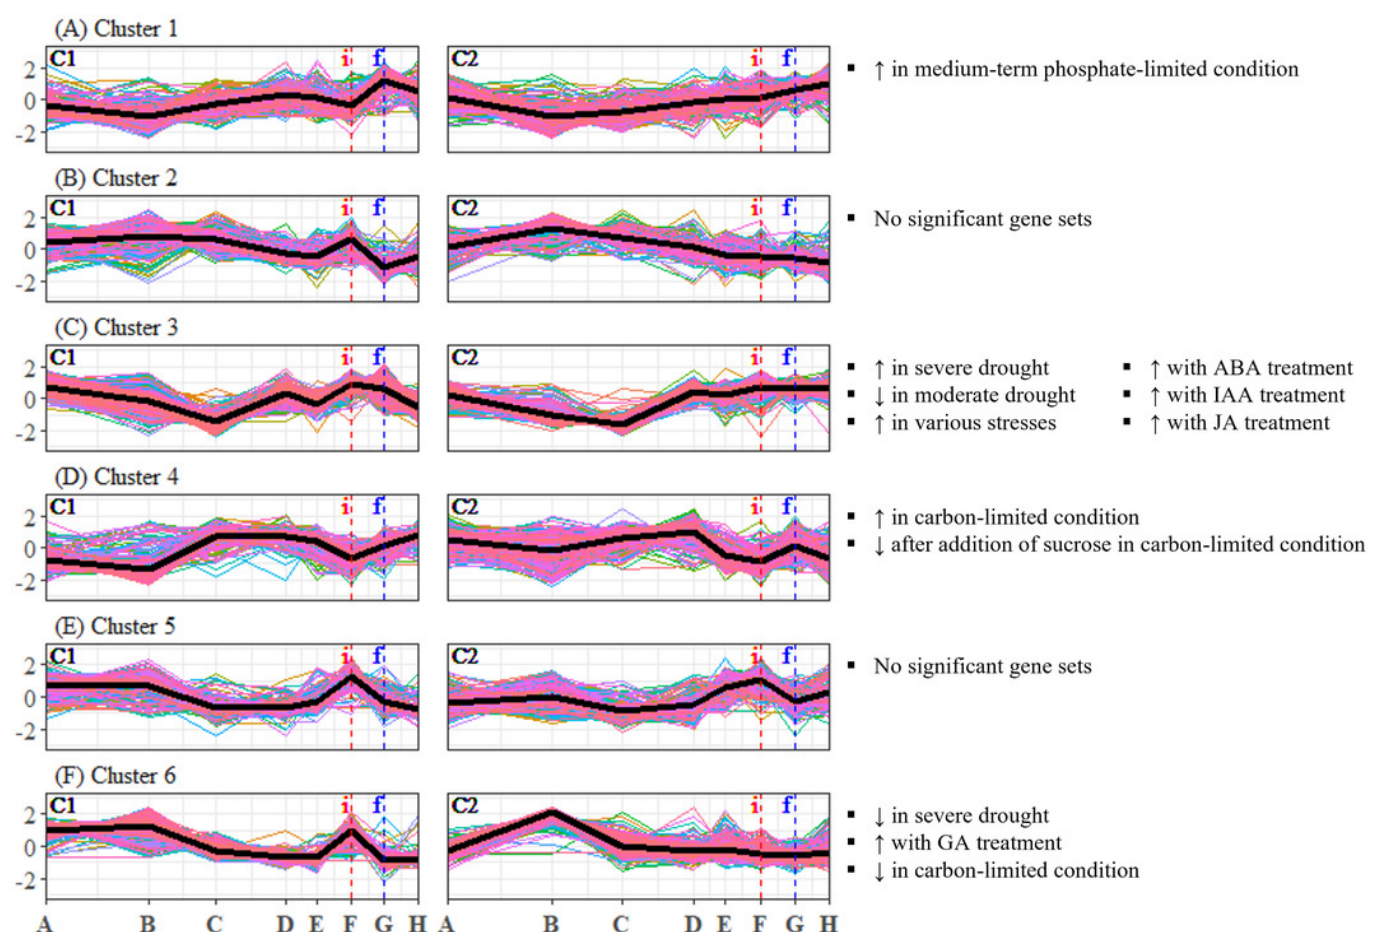 (A) Cluster 1
C1 i f C2 i f
2
0
-2
↑ in medium-term phosphate-limited condition
(B) Cluster 2
C1 i f C2 i f
2
0
-2
No significant gene sets
(C) Cluster 3
C1 i f C2 i f
2
0
-2
↑ in severe drought
↓ in moderate drought
↑ in various stresses
↑ with ABA treatment
↑ with IAA treatment
↑ with JA treatment
(D) Cluster 4
C1 i f C2 i f
2
0
-2
↑ in carbon-limited condition
↓ after addition of sucrose in carbon-limited condition
(E) Cluster 5
C1 i f C2 i f
2
0
-2
No significant gene sets
(F) Cluster 6
C1 i f C2 i f
2
0
-2
↓ in severe drought
↑ with GA treatment
↓ in carbon-limited condition
A B C D E F G H A B C D E F G H